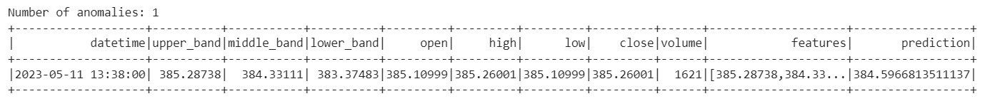 Number of anomalies: 1
+-------------------+----------+-----------+----------+---------+---------+---------+---------+------+--------------------+-----------------+
|           datetime|upper_band|middle_band|lower_band|     open|     high|      low|    close|volume|            features|       prediction|
+-------------------+----------+-----------+----------+---------+---------+---------+---------+------+--------------------+-----------------+
|2023-05-11 13:38:00| 385.28738|  384.33111| 383.37483|385.10999|385.26001|385.10999|385.26001|  1621|[385.28738,384.33...|384.5966813511137|
+-------------------+----------+-----------+----------+---------+---------+---------+---------+------+--------------------+-----------------+